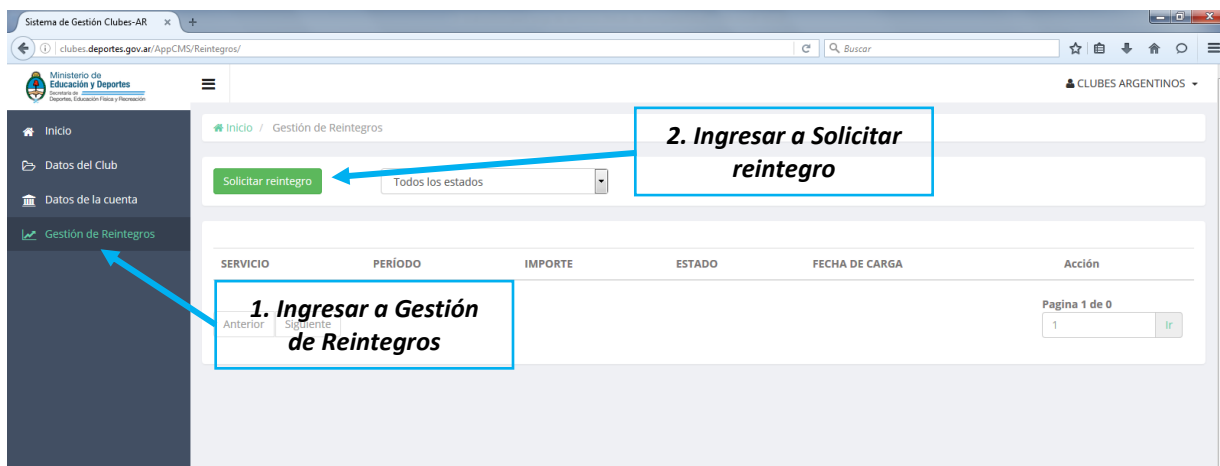 Sistema de Gestión Clubes-AR
clubes.deportes.gov.ar/AppCMS/Reintegros/
Buscar
Ministerio de
Educación y Deportes
Secretaría de
Deportes, Educación Física y Recreación
CLUBES ARGENTINOS
Inicio
Datos del Club
Datos de la cuenta
Gestión de Reintegros
Inicio / Gestión de Reintegros
2. Ingresar a Solicitar
reintegro
Solicitar reintegro
Todos los estados
SERVICIO PERÍODO IMPORTE ESTADO FECHA DE CARGA Acción
1. Ingresar a Gestión
de Reintegros
Anterior Siguiente
Pagina 1 de 0
1 Ir